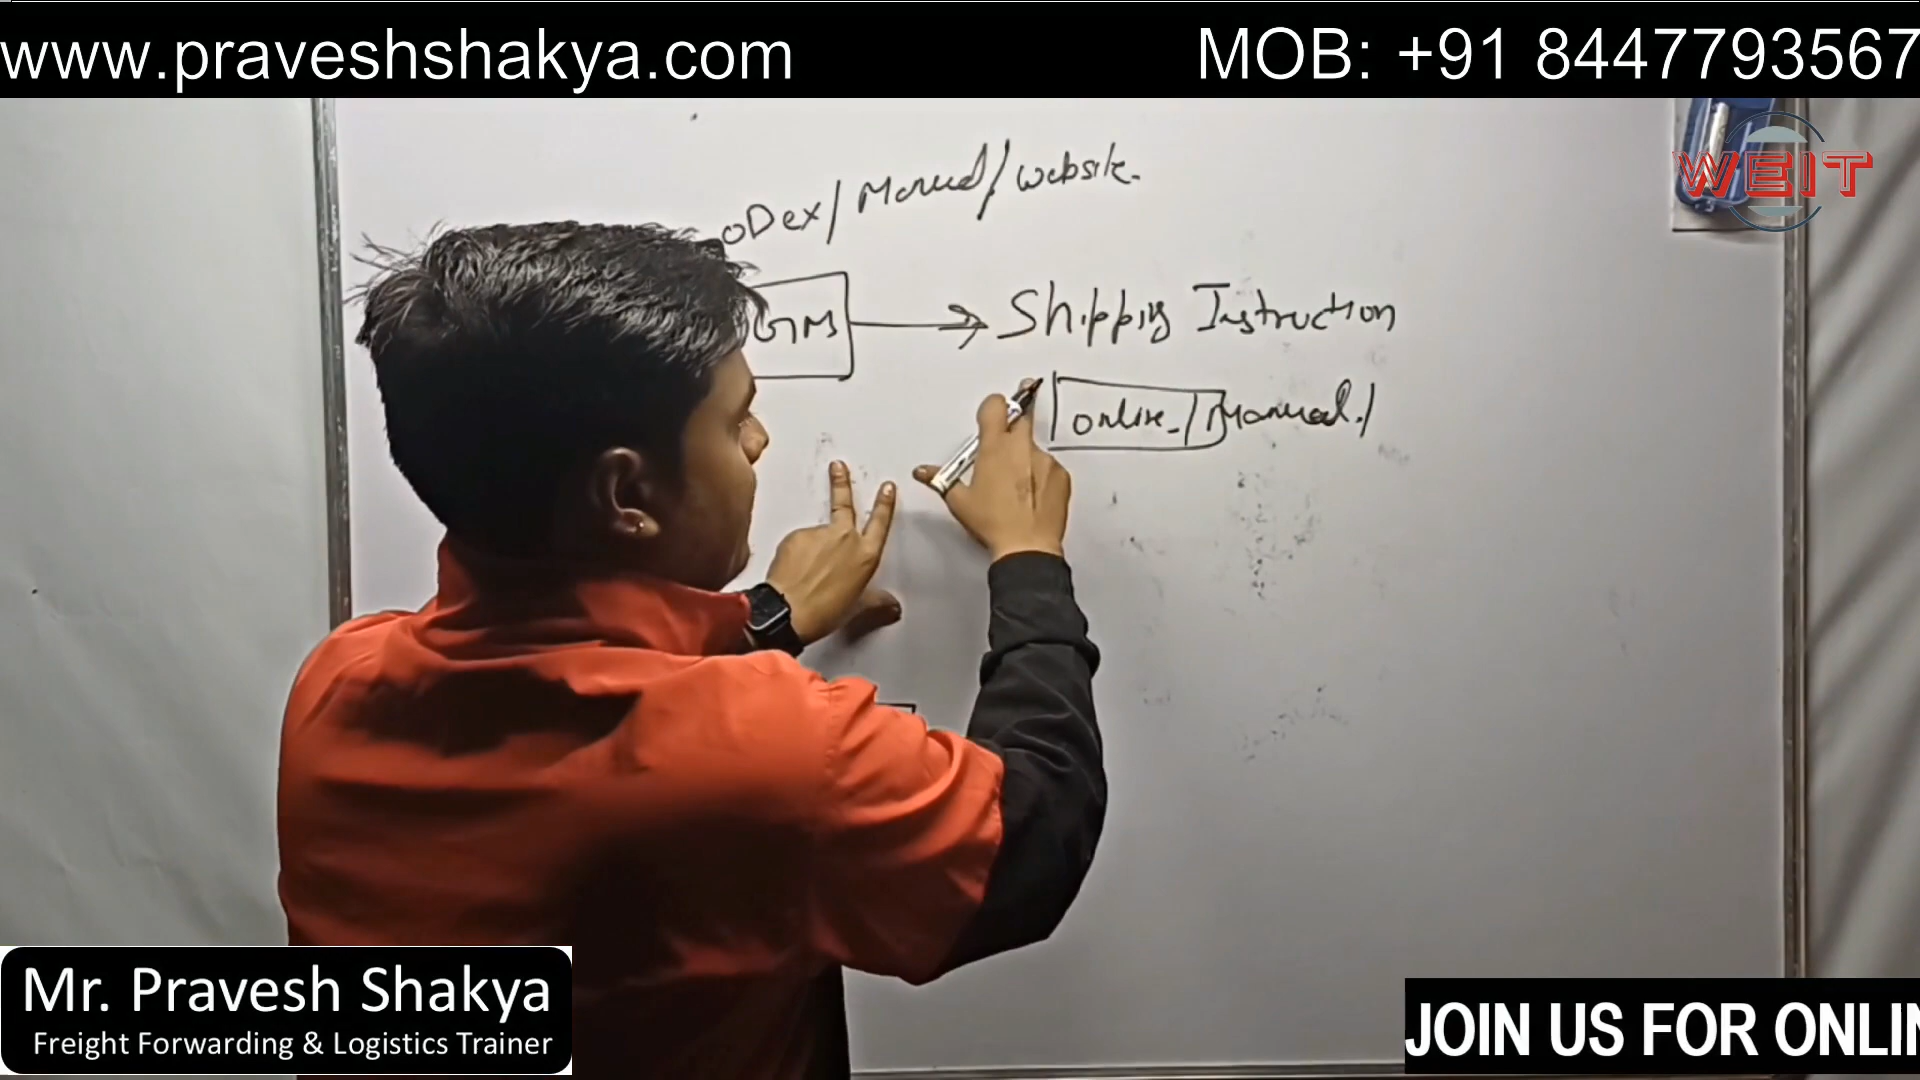 www.praveshshakya.com
MOB: +91 8447793567
WEIT
oDex/Manual/website.
GM → Shipping Instruction
online/Manual./
Mr. Pravesh Shakya
Freight Forwarding & Logistics Trainer
JOIN US FOR ONLIN